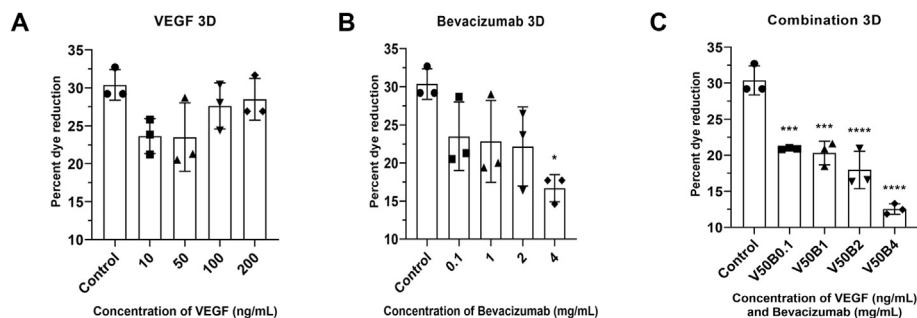 A
VEGF 3D
Percent dye reduction
35
30
25
20
15
10
Control
10
50
100
200
Concentration of VEGF (ng/mL)
B
Bevacizumab 3D
Percent dye reduction
35
30
25
20
15
10
*
Control
0.1
1
2
4
Concentration of Bevacizumab (mg/mL)
C
Combination 3D
Percent dye reduction
35
30
25
20
15
10
***
***
****
****
Control
V50B0.1
V50B1
V50B2
V50B4
Concentration of VEGF (ng/mL)
and Bevacizumab (mg/mL)